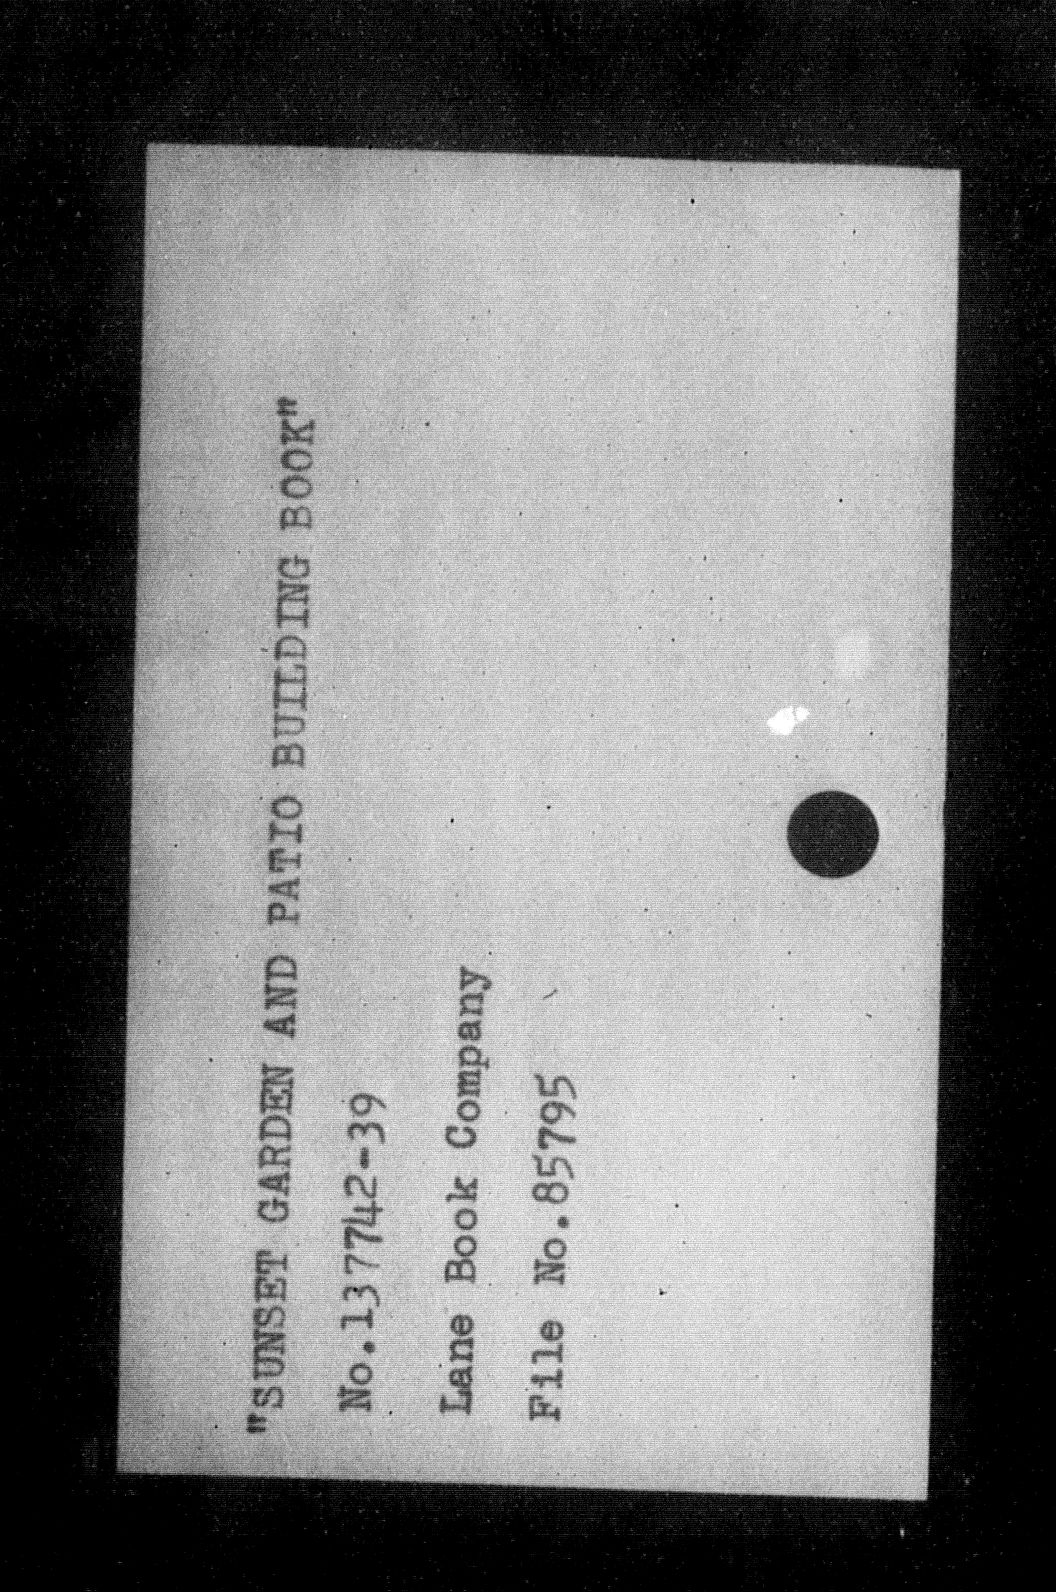 "SUNSET GARDEN AND PATIO BUILDING BOOK"
No.137742-39
Lane Book Company
File No.85795